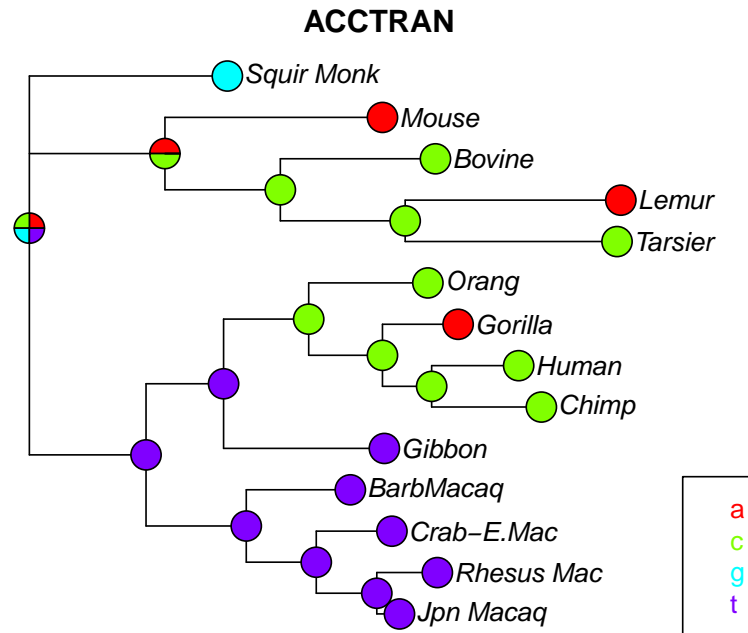 ACCTRAN
Squir Monk
Mouse
Bovine
Lemur
Tarsier
Orang
Gorilla
Human
Chimp
Gibbon
BarbMacaq
Crab−E.Mac
Rhesus Mac
Jpn Macaq
a
c
g
t